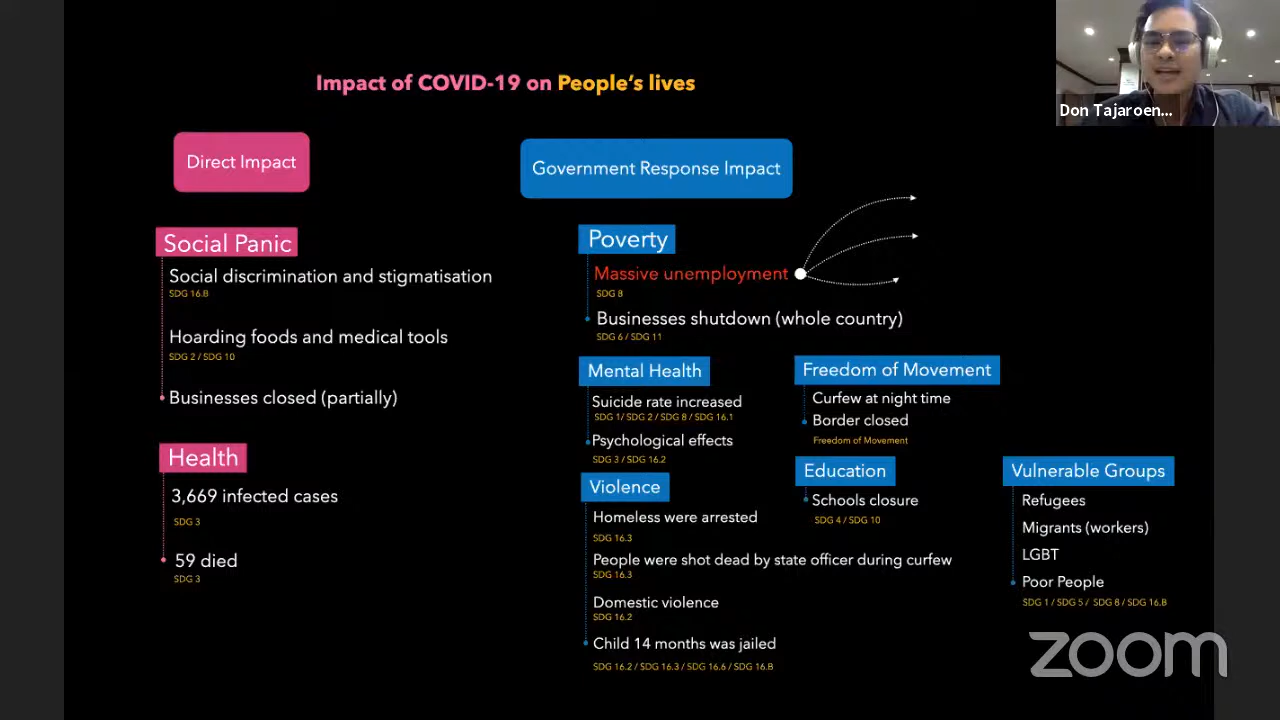 Impact of COVID-19 on People's lives
Don Tajaroen...
Direct Impact
Social Panic
Social discrimination and stigmatisation
SDG 16.B
Hoarding foods and medical tools
SDG 2 / SDG 10
Businesses closed (partially)
Health
3,669 infected cases
SDG 3
59 died
SDG 3
Government Response Impact
Poverty
Massive unemployment
SDG 8
Businesses shutdown (whole country)
SDG 6 / SDG 11
Mental Health
Suicide rate increased
SDG 1/ SDG 2 / SDG 8 / SDG 16.1
Psychological effects
SDG 3 / SDG 16.2
Violence
Homeless were arrested
SDG 16.3
People were shot dead by state officer during curfew
SDG 16.3
Domestic violence
SDG 16.2
Child 14 months was jailed
SDG 16.2 / SDG 16.3 / SDG 16.6 / SDG 16.B
Freedom of Movement
Curfew at night time
Border closed
Freedom of Movement
Education
Schools closure
SDG 4 / SDG 10
Vulnerable Groups
Refugees
Migrants (workers)
LGBT
Poor People
SDG 1 / SDG 5 / SDG 8 / SDG 16.B
zoom